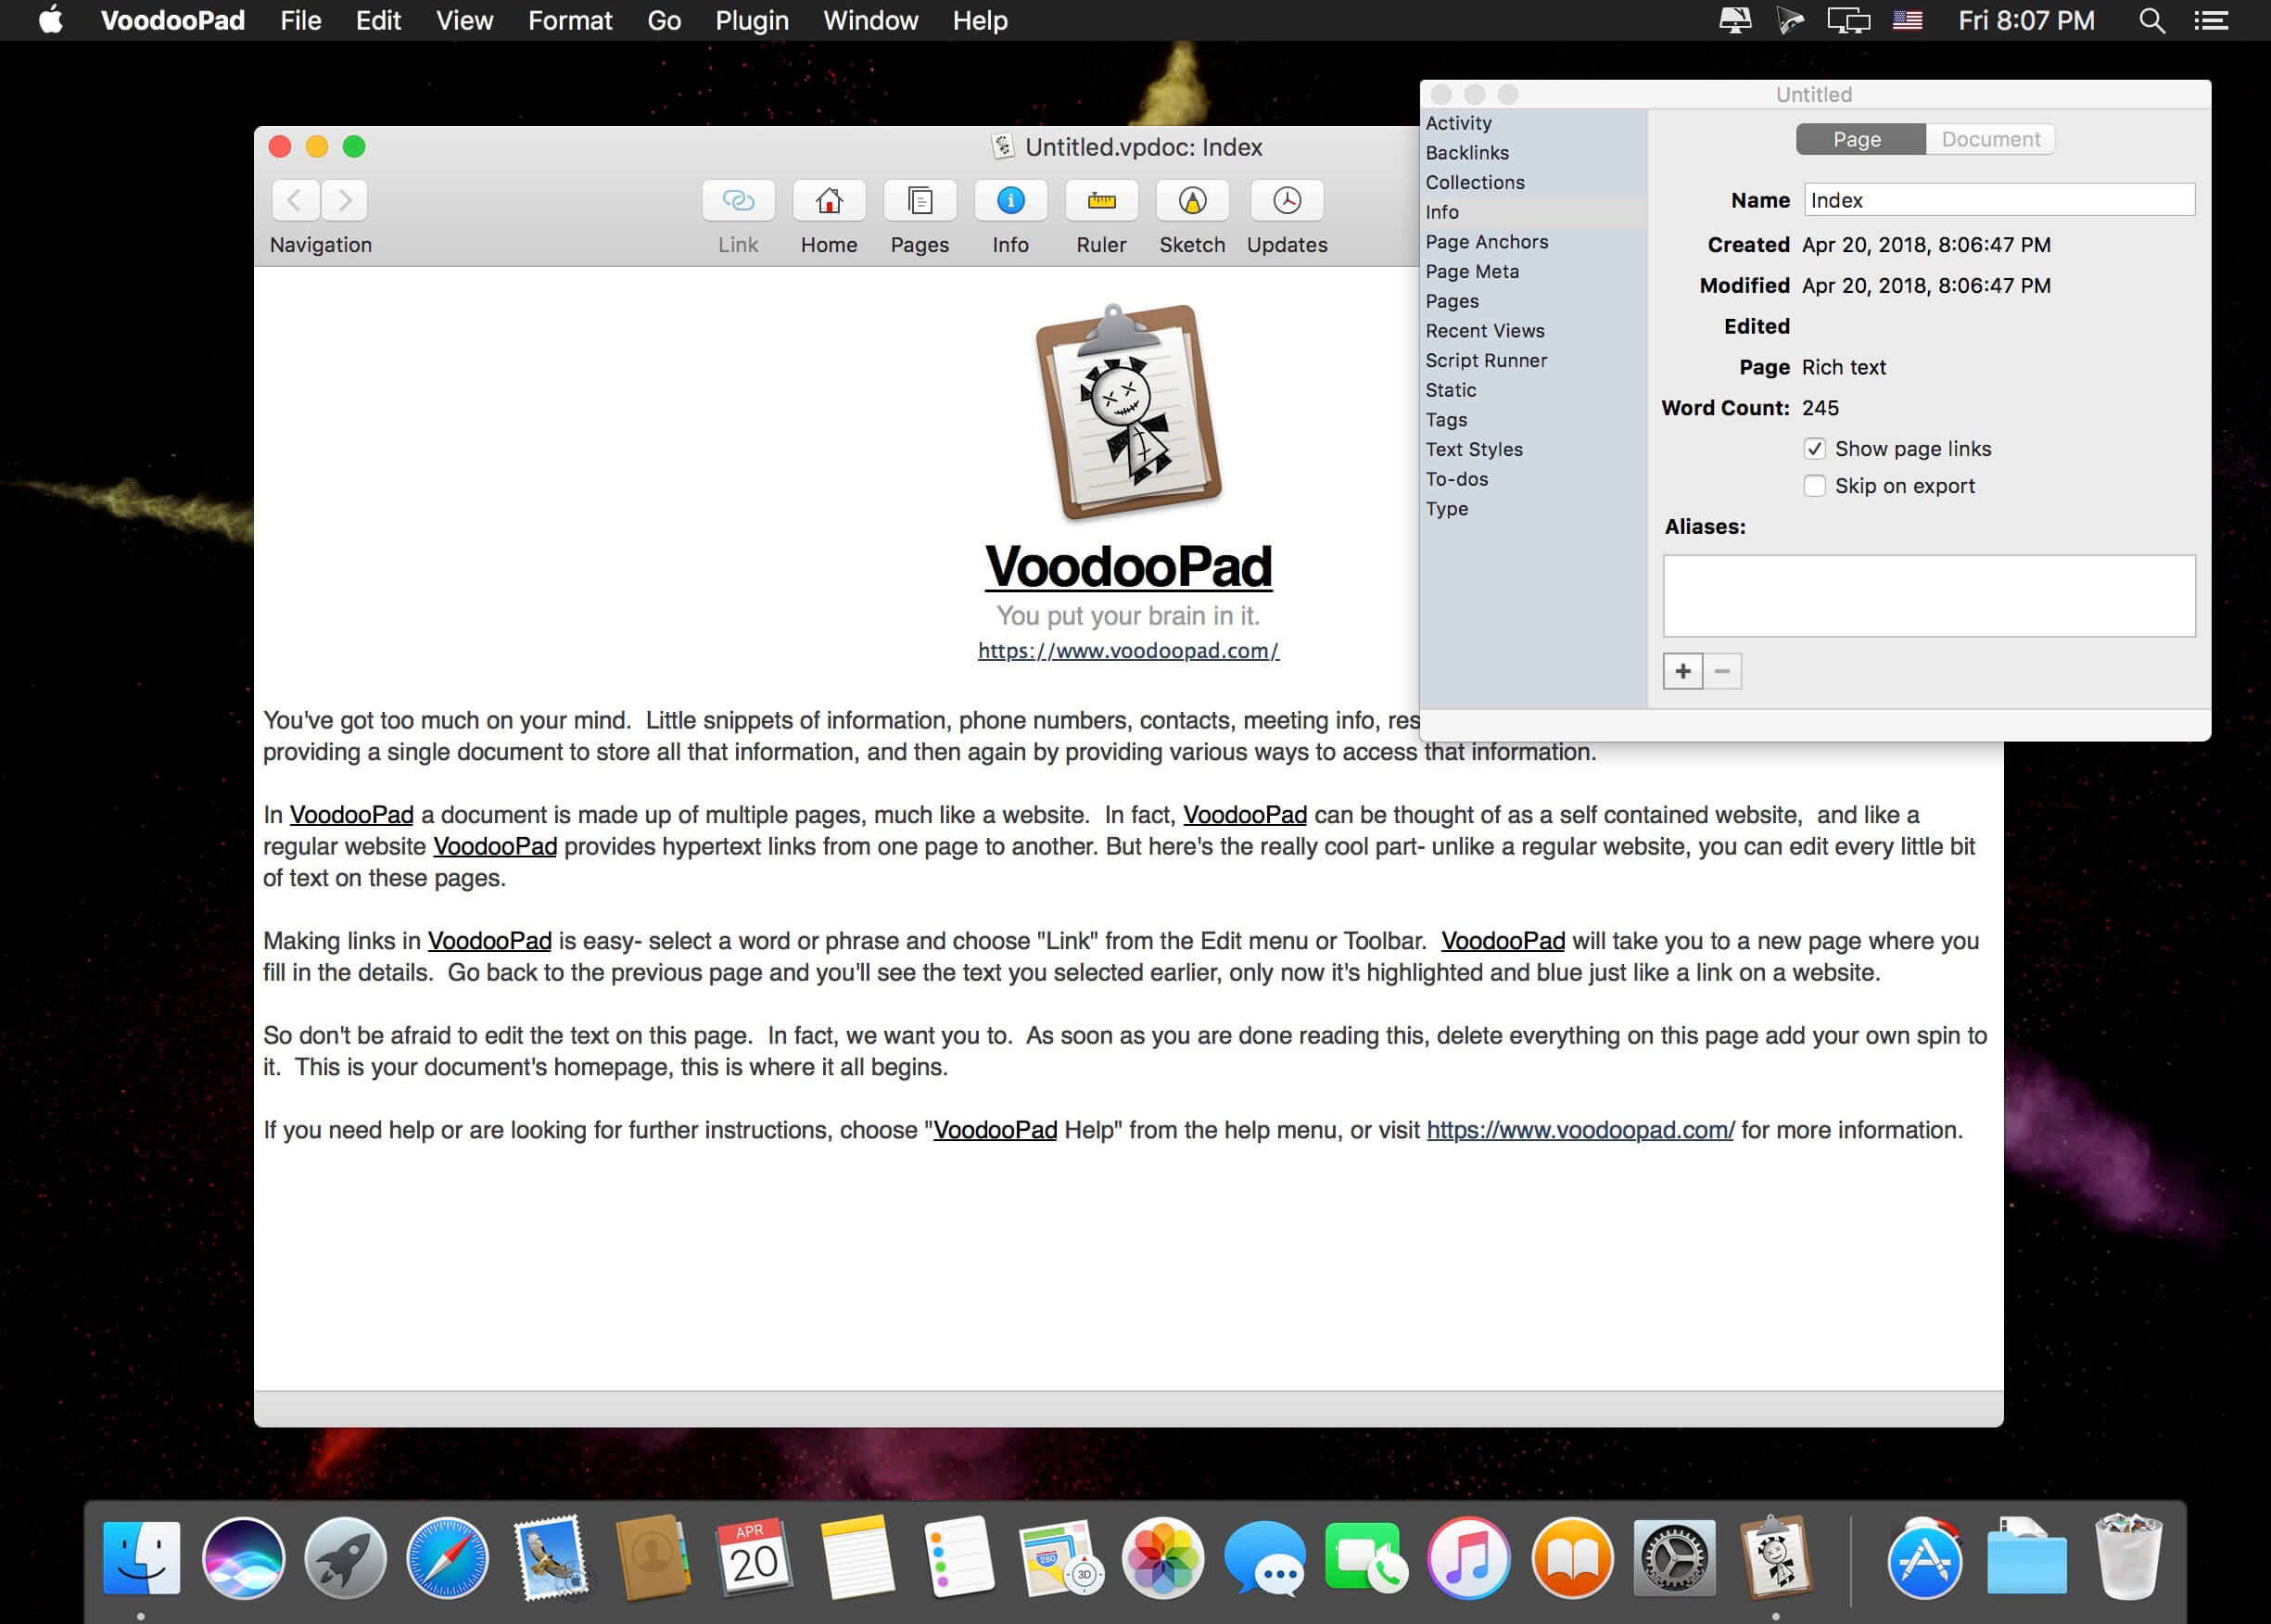 VoodooPad File Edit View Format Go Plugin Window Help Fri 8:07 PM
Untitled.vpdoc: Index
Navigation Link Home Pages Info Ruler Sketch Updates
VoodooPad
You put your brain in it.
https://www.voodoopad.com/
You've got too much on your mind.  Little snippets of information, phone numbers, contacts, meeting info, res
providing a single document to store all that information, and then again by providing various ways to access that information.
In VoodooPad a document is made up of multiple pages, much like a website.  In fact, VoodooPad can be thought of as a self contained website,  and like a
regular website VoodooPad provides hypertext links from one page to another. But here's the really cool part- unlike a regular website, you can edit every little bit
of text on these pages.
Making links in VoodooPad is easy- select a word or phrase and choose "Link" from the Edit menu or Toolbar.  VoodooPad will take you to a new page where you
fill in the details.  Go back to the previous page and you'll see the text you selected earlier, only now it's highlighted and blue just like a link on a website.
So don't be afraid to edit the text on this page.  In fact, we want you to.  As soon as you are done reading this, delete everything on this page add your own spin to
it.  This is your document's homepage, this is where it all begins.
If you need help or are looking for further instructions, choose "VoodooPad Help" from the help menu, or visit https://www.voodoopad.com/ for more information.
Untitled
Activity
Backlinks
Collections
Info
Page Anchors
Page Meta
Pages
Recent Views
Script Runner
Static
Tags
Text Styles
To-dos
Type
Page Document
Name Index
Created Apr 20, 2018, 8:06:47 PM
Modified Apr 20, 2018, 8:06:47 PM
Edited
Page Rich text
Word Count: 245
Show page links
Skip on export
Aliases:
APR
20
280
3D